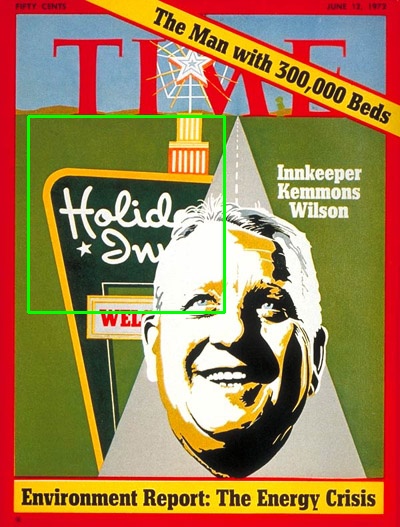 FIFTY CENTS
JUNE 12, 1972
The Man with 300,000 Beds
TIME
Innkeeper
Kemmons
Wilson
Holida
Inn
WEL
Environment Report: The Energy Crisis